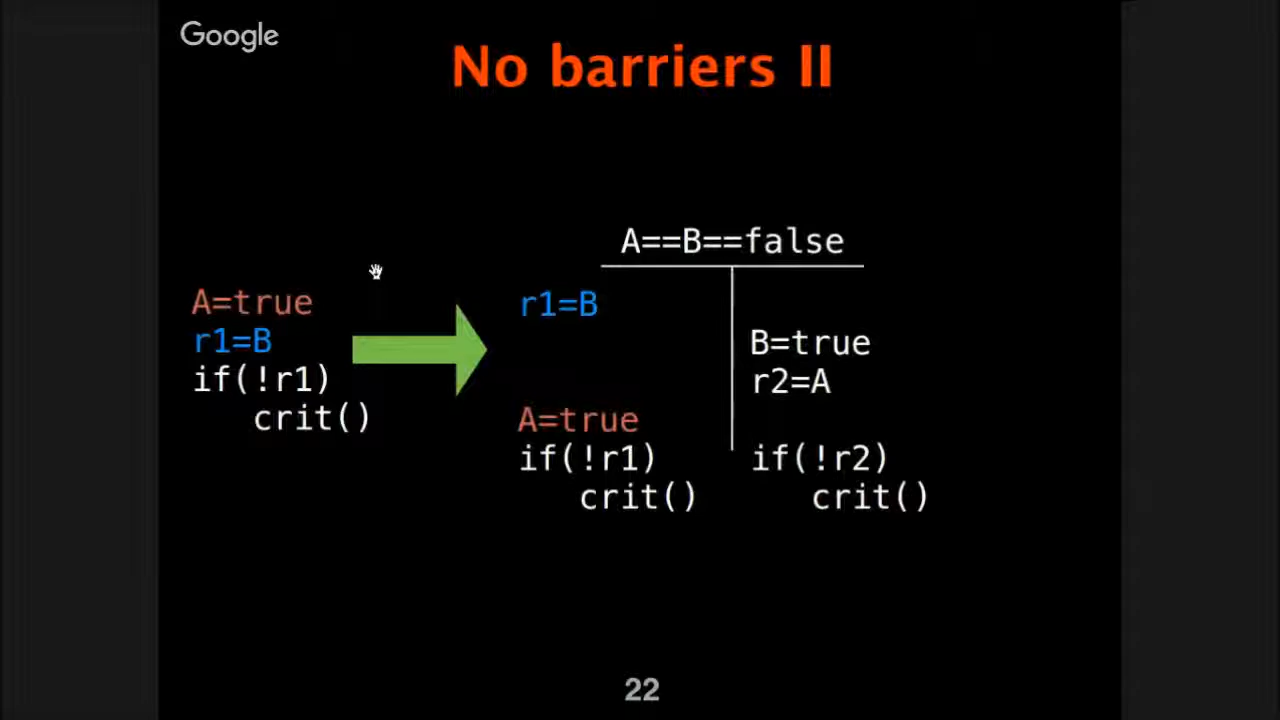 Google
No barriers II
A==B==false
A=true
r1=B
if(!r1)
crit()
r1=B
A=true
if(!r1)
crit()
B=true
r2=A
if(!r2)
crit()
22